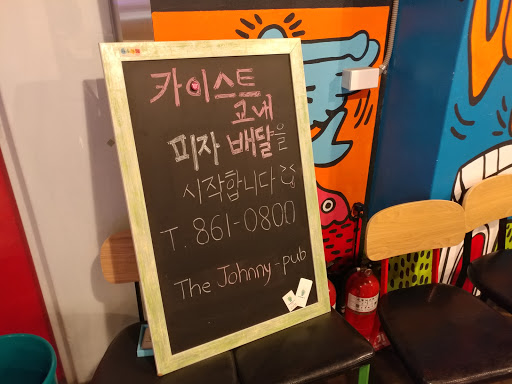 카이스트
교내
피자 배달을
시작합니다
T. 861-0800
The Johnny-pub